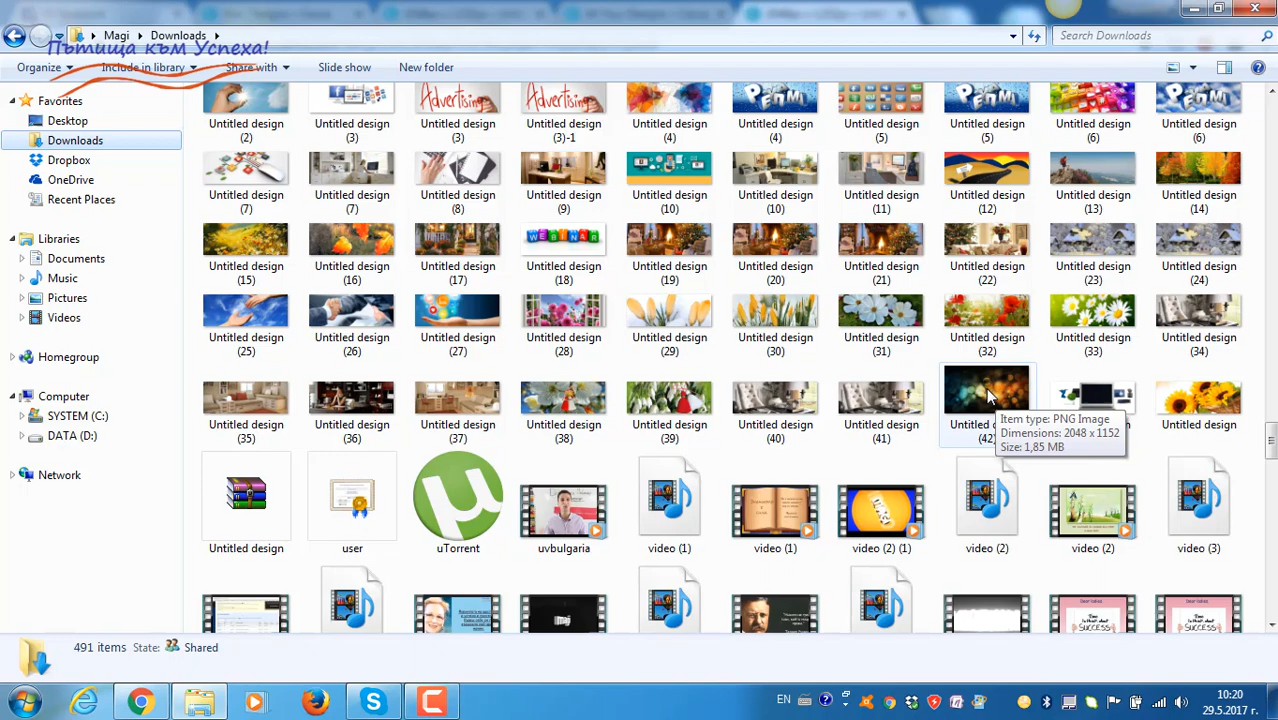 Magi ▸ Downloads
Search Downloads
Пътища към Успеха!
Organize Include in library Share with Slide show New folder
Favorites
Desktop
Downloads
Dropbox
OneDrive
Recent Places
Libraries
Documents
Music
Pictures
Videos
Homegroup
Computer
SYSTEM (C:)
DATA (D:)
Network
Advertising Advertising РЕАЛИ РЕАЛИ РЕАЛИ
Untitled design (2) Untitled design (3) Untitled design (3) Untitled design (3)-1 Untitled design (4) Untitled design (4) Untitled design (5) Untitled design (5) Untitled design (6) Untitled design (6)
Untitled design (7) Untitled design (7) Untitled design (8) Untitled design (9) Untitled design (10) Untitled design (10) Untitled design (11) Untitled design (12) Untitled design (13) Untitled design (14)
WEBINAR
Untitled design (15) Untitled design (16) Untitled design (17) Untitled design (18) Untitled design (19) Untitled design (20) Untitled design (21) Untitled design (22) Untitled design (23) Untitled design (24)
Untitled design (25) Untitled design (26) Untitled design (27) Untitled design (28) Untitled design (29) Untitled design (30) Untitled design (31) Untitled design (32) Untitled design (33) Untitled design (34)
Untitled design (35) Untitled design (36) Untitled design (37) Untitled design (38) Untitled design (39) Untitled design (40) Untitled design (41) Untitled d (42 Untitled design
Item type: PNG Image
Dimensions: 2048 x 1152
Size: 1,85 MB
Untitled design user uTorrent uvbulgaria video (1) video (1) video (2) (1) video (2) video (2) video (3)
SUCCESS SUCCESS
491 items State: Shared
EN
10:20
29.5.2017 г.